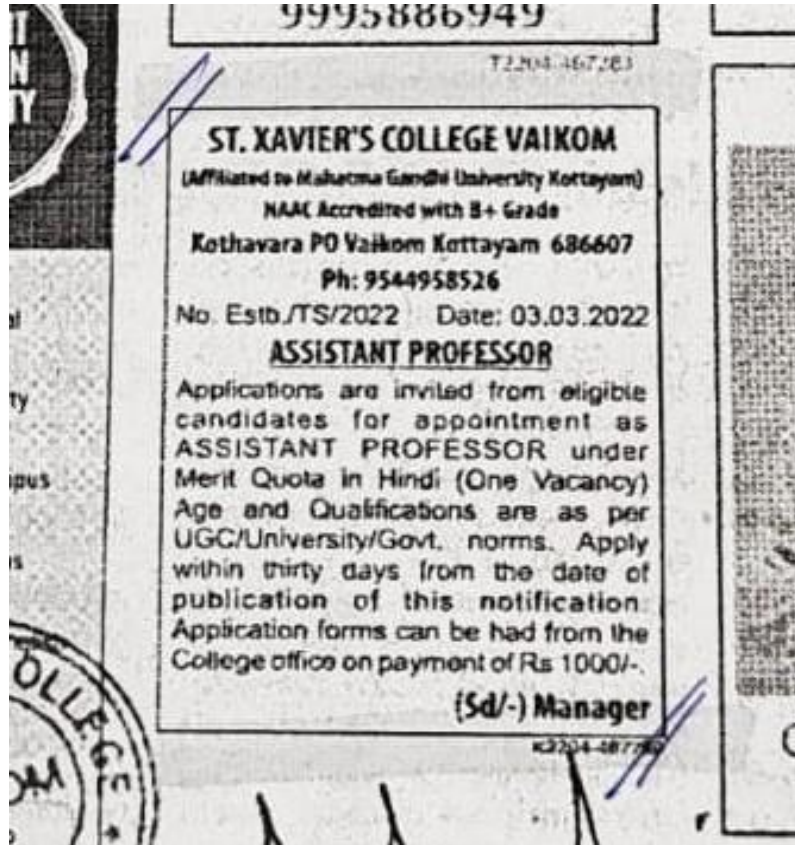 9995886949
T2204-467283
ST. XAVIER'S COLLEGE VAIKOM
(Affiliated to Mahatma Gandhi University Kottayam)
NAAC Accredited with B+ Grade
Kothavara PO Vaikom Kottayam 686607
Ph: 9544958526
No. Estb./TS/2022 Date: 03.03.2022
ASSISTANT PROFESSOR
Applications are invited from eligible
candidates for appointment as
ASSISTANT PROFESSOR under
Merit Quota in Hindi (One Vacancy)
Age and Qualifications are as per
UGC/University/Govt. norms. Apply
within thirty days from the date of
publication of this notification.
Application forms can be had from the
College office on payment of Rs 1000/-.
(Sd/-) Manager
COLLEGE